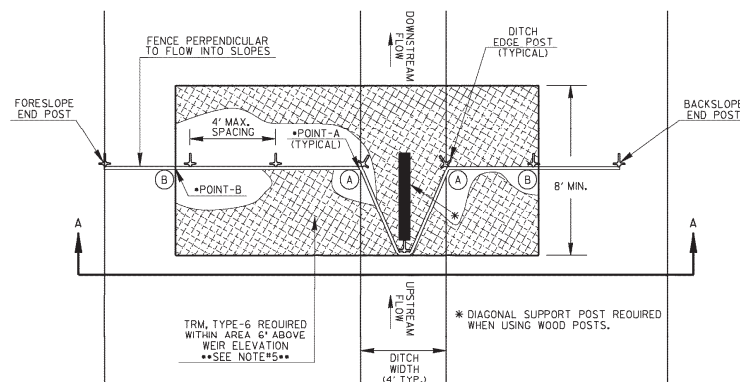 DOWNSTREAM
FLOW
FENCE PERPENDICULAR
TO FLOW INTO SLOPES
DITCH
EDGE POST
(TYPICAL)
FORESLOPE
END POST
4' MAX.
SPACING
•POINT-A
(TYPICAL)
BACKSLOPE
END POST
B
A
A
B
•POINT-B
8' MIN.
*
A
A
TRM, TYPE-6 REQUIRED
WITHIN AREA 6' ABOVE
WEIR ELEVATION
••SEE NOTE#5••
UPSTREAM
FLOW
* DIAGONAL SUPPORT POST REQUIRED
WHEN USING WOOD POSTS.
DITCH
WIDTH
(4' TYP.)